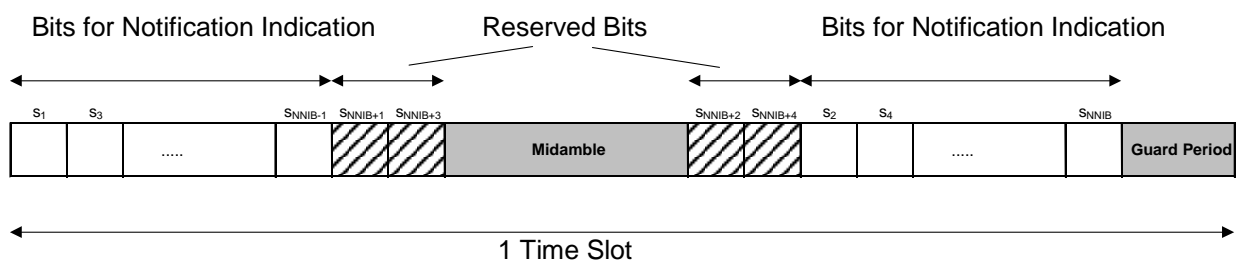 Bits for Notification Indication Reserved Bits Bits for Notification Indication
s1 s3 sNNIB-1 sNNIB+1 sNNIB+3 sNNIB+2 sNNIB+4 s2 s4 sNNIB
..... Midamble ..... Guard Period
1 Time Slot